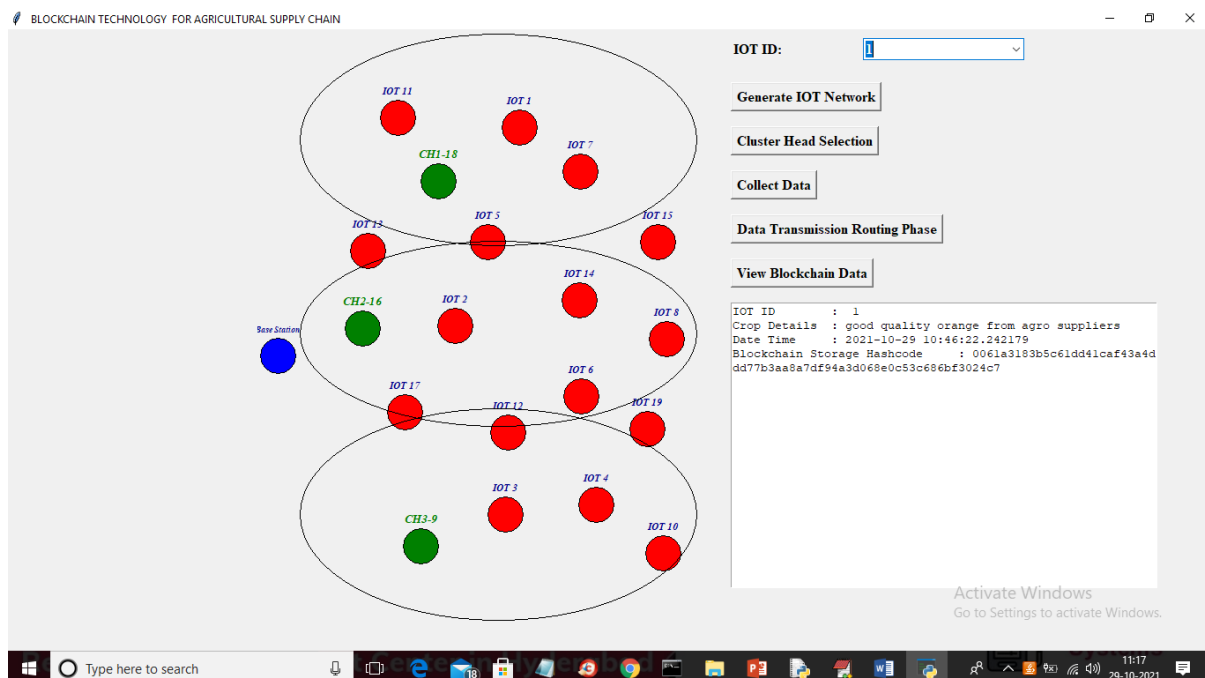 BLOCKCHAIN TECHNOLOGY FOR AGRICULTURAL SUPPLY CHAIN
IOT ID:
1
Generate IOT Network
Cluster Head Selection
Collect Data
Data Transmission Routing Phase
View Blockchain Data
IOT 11
IOT 1
IOT 7
CH1-18
IOT 13
IOT 5
IOT 15
IOT 14
CH2-16
IOT 2
IOT 8
Base Station
IOT 6
IOT 17
IOT 12
IOT 19
IOT 3
IOT 4
CH3-9
IOT 10
IOT ID : 1
Crop Details : good quality orange from agro suppliers
Date Time : 2021-10-29 10:46:22.242179
Blockchain Storage Hashcode : 0061a3183b5c61dd41caf43a4d
dd77b3aa8a7df94a3d068e0c53c686bf3024c7
Activate Windows
Go to Settings to activate Windows.
Type here to search
18
11:17
29-10-2021